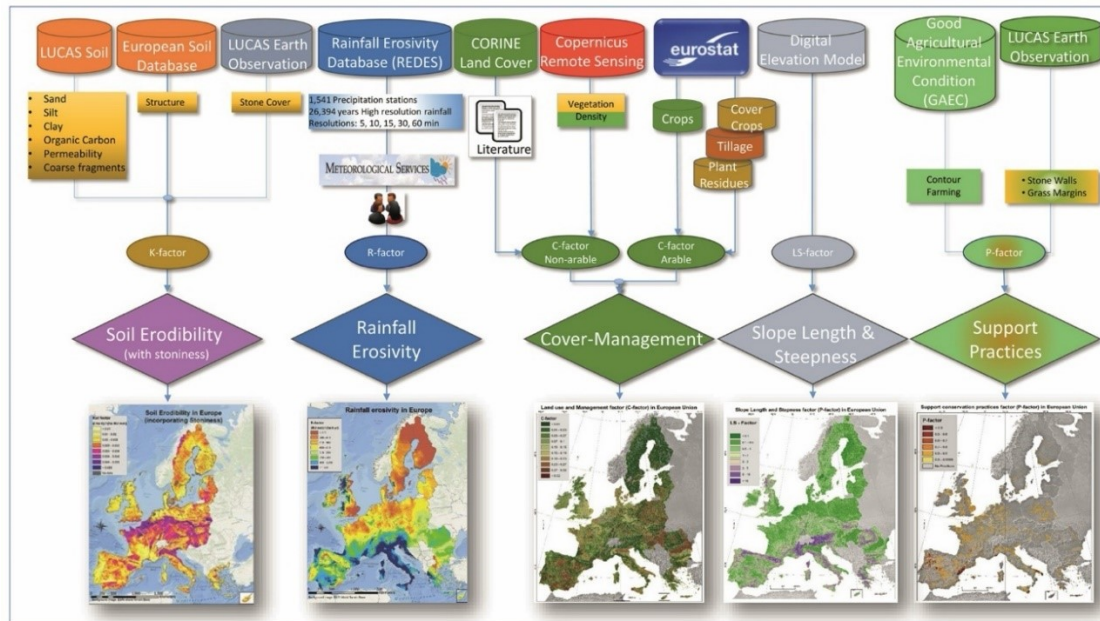 LUCAS Soil
European Soil
Database
LUCAS Earth
Observation
Rainfall Erosivity
Database (REDES)
CORINE
Land Cover
Copernicus
Remote Sensing
eurostat
Digital
Elevation Model
Good
Agricultural
Environmental
Condition
(GAEC)
LUCAS Earth
Observation
• Sand
• Silt
• Clay
• Organic Carbon
• Permeability
• Coarse fragments
Structure
Stone Cover
1,541 Precipitation stations
26,394 years High resolution rainfall
Resolutions: 5, 10, 15, 30, 60 min
METEOROLOGICAL SERVICES
Literature
Vegetation
Density
Crops
Cover
Crops
Tillage
Plant
Residues
Contour
Farming
• Stone Walls
• Grass Margins
K-factor
R-factor
C-factor
Non-arable
C-factor
Arable
LS-factor
P-factor
Soil Erodibility
(with stoniness)
Rainfall
Erosivity
Cover-Management
Slope Length &
Steepness
Support
Practices
Soil Erodibility in Europe
(incorporating Stoniness)
Rainfall erosivity in Europe
Land use and Management factor (C-factor) in European Union
Slope Length and Steepness factor (P-factor) in European Union
Support conservation practices factor (P-factor) in European Union
LS - Factor
P-factor